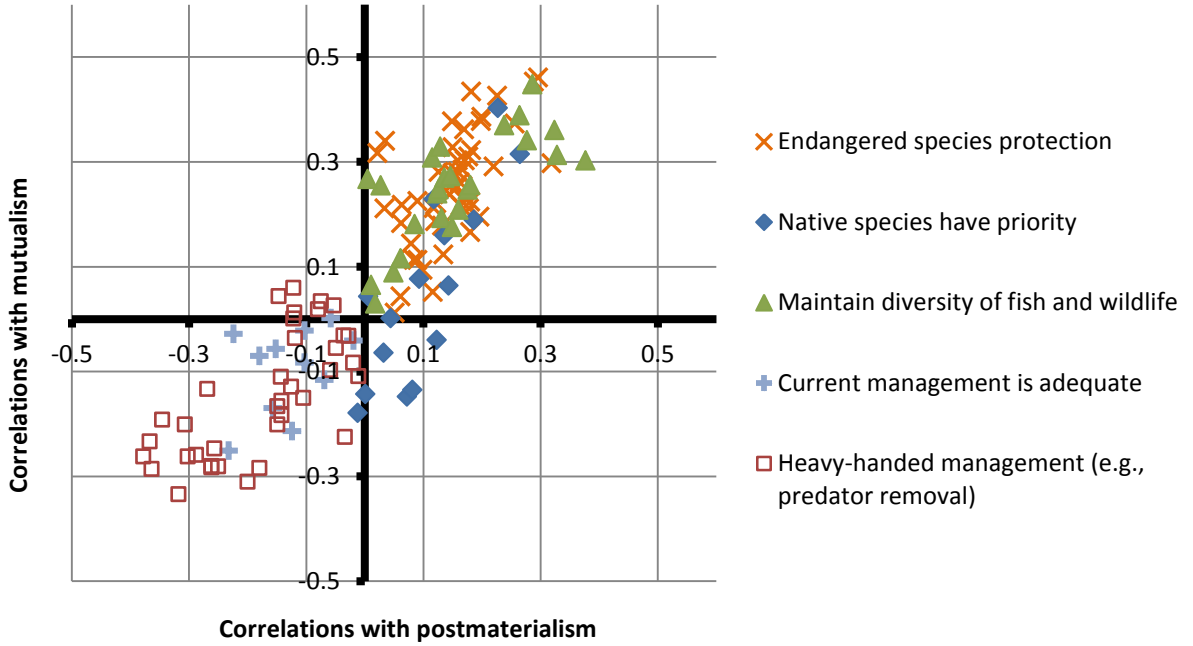 0.5
0.3
0.1
-0.5
-0.3
-0.1
0.1
0.3
0.5
-0.1
-0.3
-0.5
Correlations with mutualism
Correlations with postmaterialism
Endangered species protection
Native species have priority
Maintain diversity of fish and wildlife
Current management is adequate
Heavy-handed management (e.g.,
predator removal)